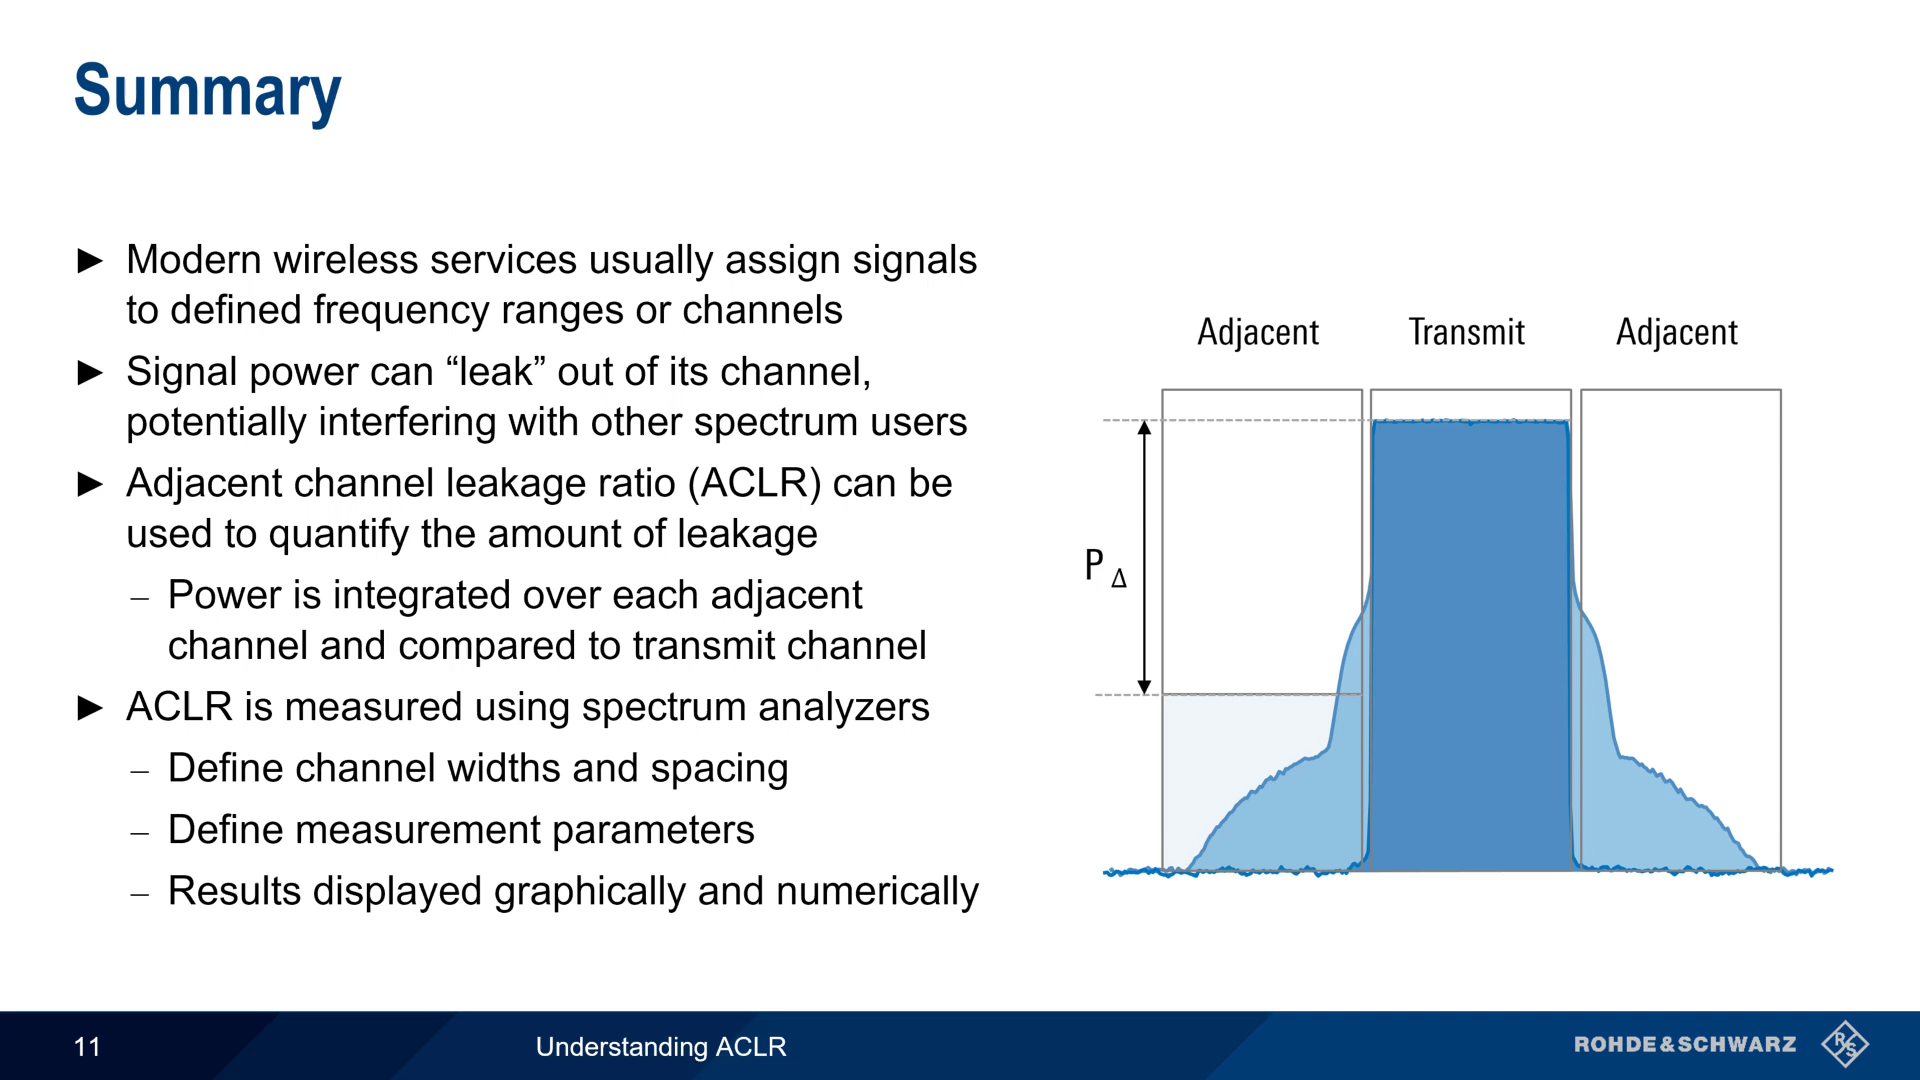 Summary
► Modern wireless services usually assign signals
to defined frequency ranges or channels
► Signal power can “leak” out of its channel,
potentially interfering with other spectrum users
► Adjacent channel leakage ratio (ACLR) can be
used to quantify the amount of leakage
– Power is integrated over each adjacent
channel and compared to transmit channel
► ACLR is measured using spectrum analyzers
– Define channel widths and spacing
– Define measurement parameters
– Results displayed graphically and numerically
Adjacent Transmit Adjacent
P Δ
11
Understanding ACLR
ROHDE&SCHWARZ
R S